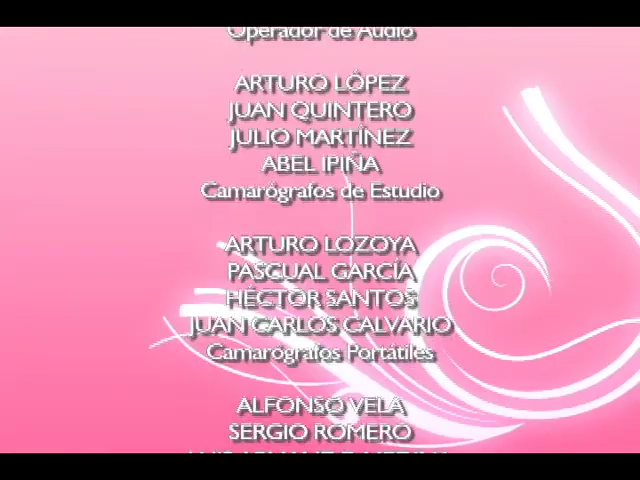 Operador de Audio
ARTURO LÓPEZ
JUAN QUINTERO
JULIO MARTÍNEZ
ABEL IPIÑA
Camarógrafos de Estudio
ARTURO LOZOYA
PASCUAL GARCÍA
HÉCTOR SANTOS
JUAN CARLOS CALVARIO
Camarógrafos Portátiles
ALFONSO VELA
SERGIO ROMERO